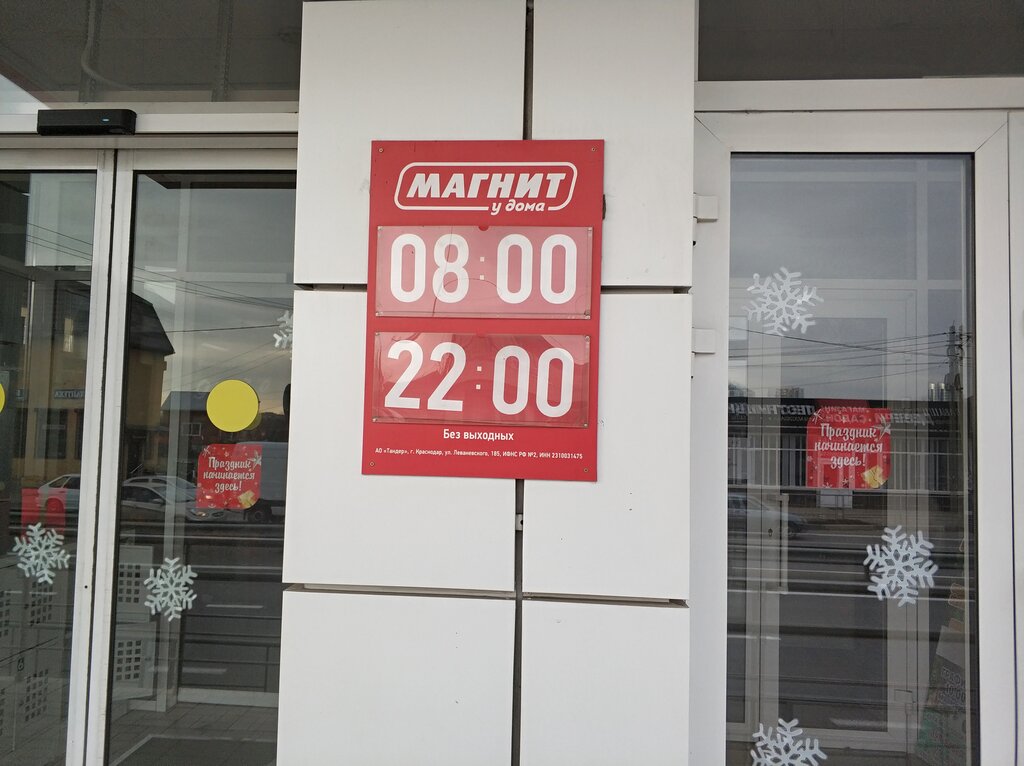 МАГНИТ
у дома
08:00
22:00
Без выходных
АО «Тандер», г. Краснодар, ул. Леваневского, 185, ИФНС РФ №2, ИНН 2310031475
Праздник
начинается
здесь!
Праздник
начинается
здесь!